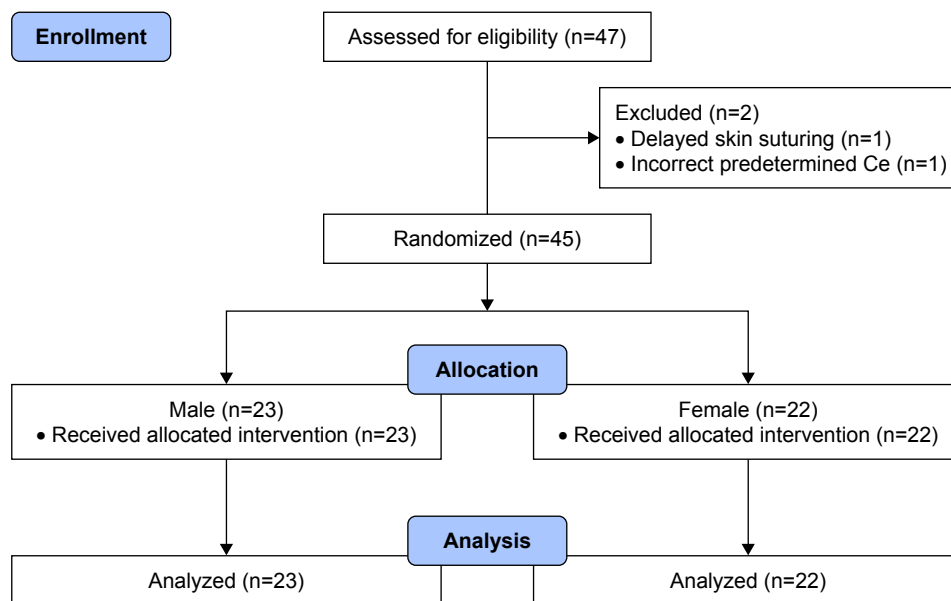 Enrollment
Assessed for eligibility (n=47)
Excluded (n=2)
• Delayed skin suturing (n=1)
• Incorrect predetermined Ce (n=1)
Randomized (n=45)
Allocation
Male (n=23)
• Received allocated intervention (n=23)
Female (n=22)
• Received allocated intervention (n=22)
Analysis
Analyzed (n=23)
Analyzed (n=22)